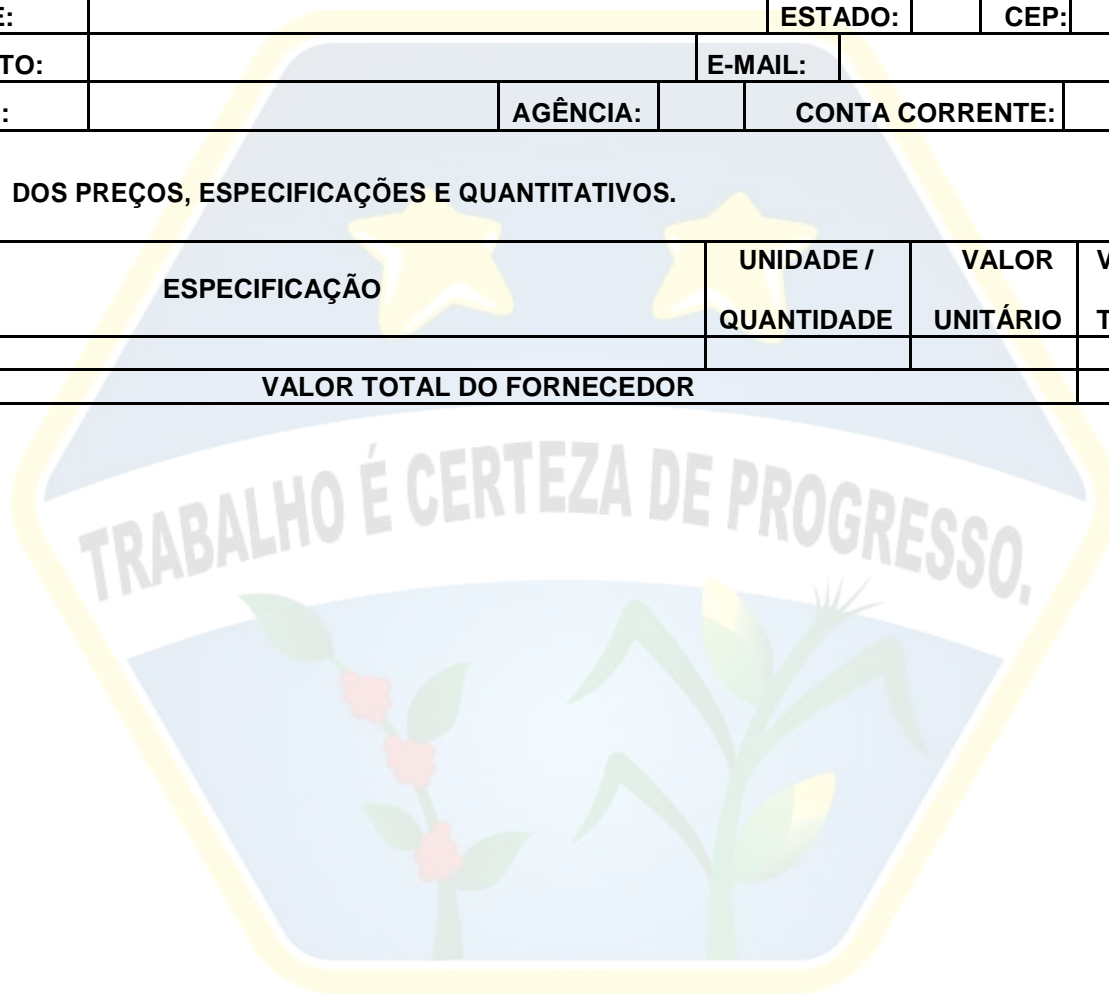 E: ESTADO: CEP:
TO: E-MAIL:
: AGÊNCIA: CONTA CORRENTE:
DOS PREÇOS, ESPECIFICAÇÕES E QUANTITATIVOS.
ESPECIFICAÇÃO UNIDADE / VALOR V
QUANTIDADE UNITÁRIO T
VALOR TOTAL DO FORNECEDOR
TRABALHO É CERTEZA DE PROGRESSO.